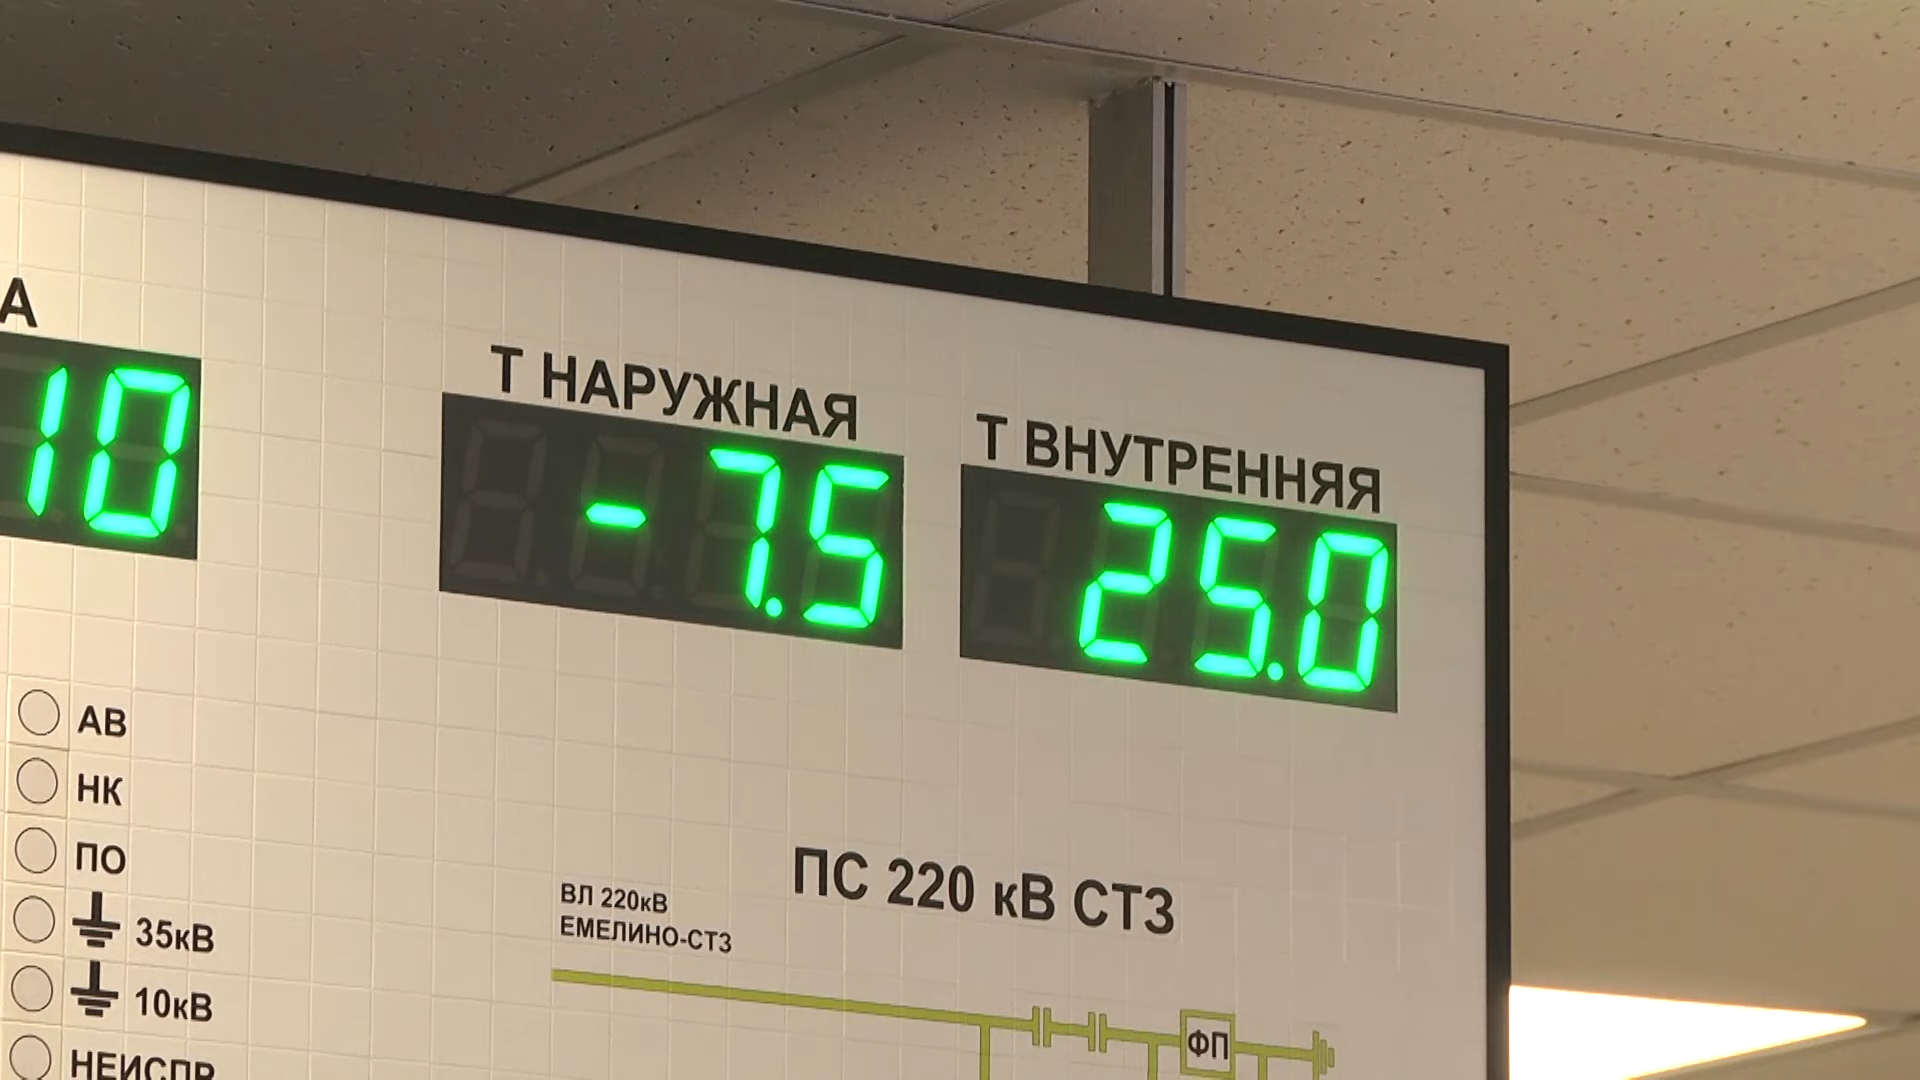 А
Т НАРУЖНАЯ
Т ВНУТРЕННЯЯ
10
-7.5
25.0
АВ
НК
ПО
35кВ
10кВ
НЕИСПР
ПС 220 кВ СТЗ
ВЛ 220кВ
ЕМЕЛИНО-СТЗ
ФП